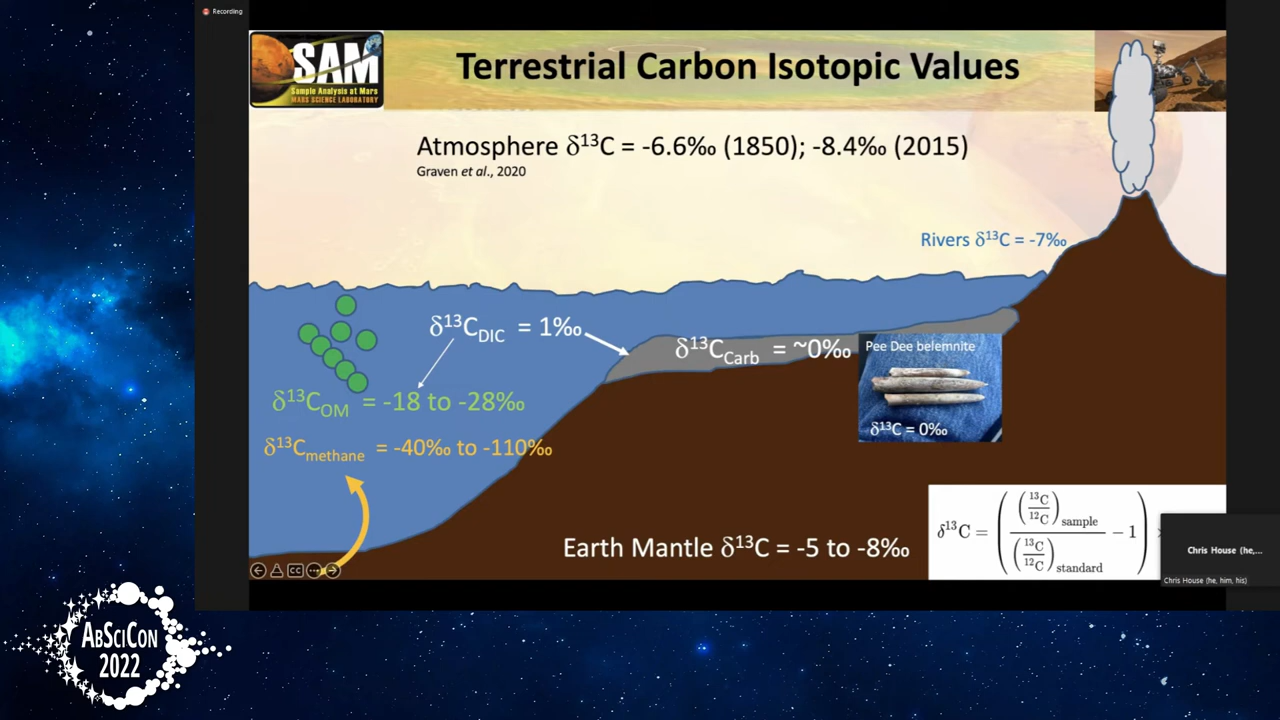 Recording
SAM
Sample Analysis at Mars
MARS SCIENCE LABORATORY
Terrestrial Carbon Isotopic Values
Atmosphere δ¹³C = -6.6‰ (1850); -8.4‰ (2015)
Graven et al., 2020
Rivers δ¹³C = -7‰
δ¹³C_DIC = 1‰
δ¹³C_Carb = ~0‰
Pee Dee belemnite
δ¹³C = 0‰
δ¹³C_OM = -18 to -28‰
δ¹³C_methane = -40‰ to -110‰
Earth Mantle δ¹³C = -5 to -8‰
δ¹³C = ( (¹³C/¹²C)_sample / (¹³C/¹²C)_standard − 1 )
CC
Chris House (he,...
Chris House (he, him, his)
ABSCICON
2022